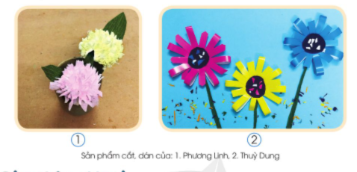 1
2
Sản phẩm cắt, dán của: 1. Phương Linh, 2. Thuỳ Dung